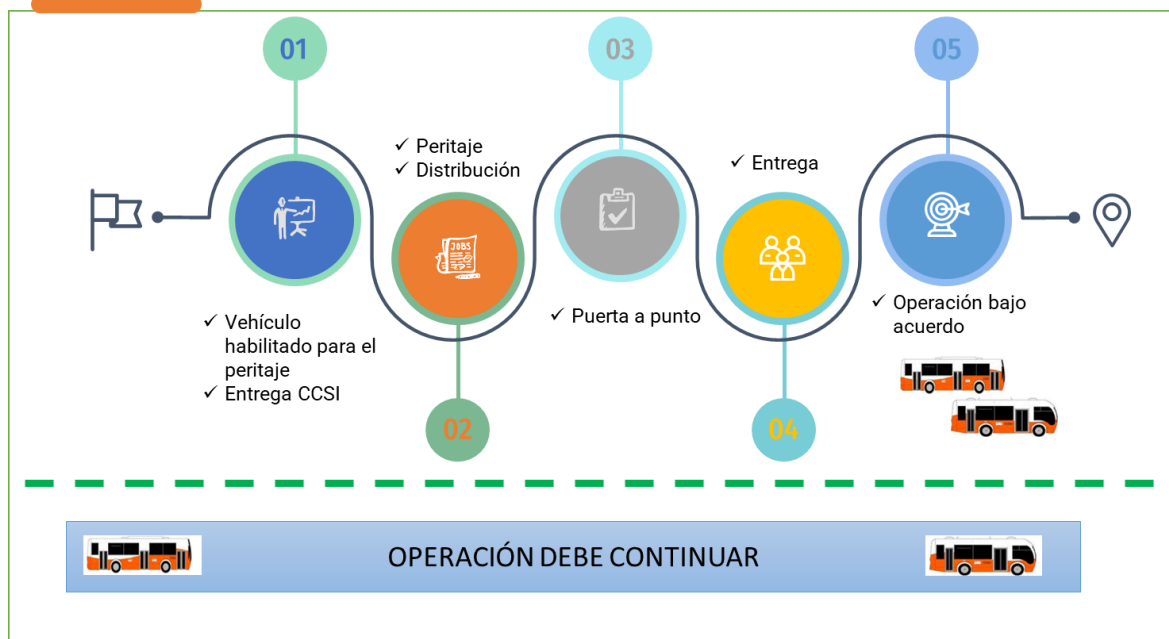 01
03
05
✓ Peritaje
✓ Distribución
✓ Entrega
JOBS
✓ Puerta a punto
✓ Operación bajo
acuerdo
✓ Vehículo
habilitado para el
peritaje
✓ Entrega CCSI
02
04
OPERACIÓN DEBE CONTINUAR